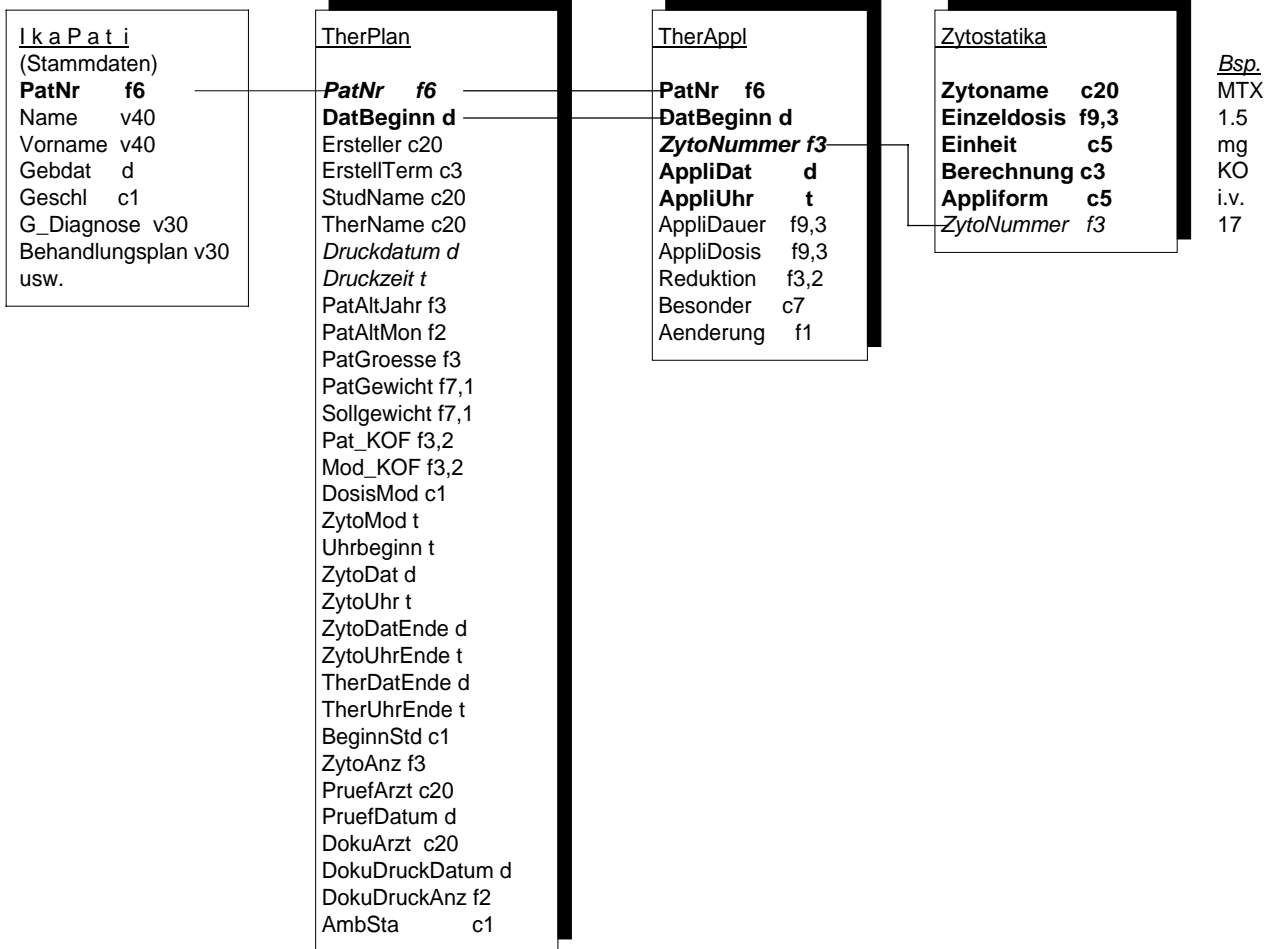 I k a P a t i
(Stammdaten)
PatNr f6
Name v40
Vorname v40
Gebdat d
Geschl c1
G_Diagnose v30
Behandlungsplan v30
usw.
TherPlan
PatNr f6
DatBeginn d
Ersteller c20
ErstellTerm c3
StudName c20
TherName c20
Druckdatum d
Druckzeit t
PatAltJahr f3
PatAltMon f2
PatGroesse f3
PatGewicht f7,1
Sollgewicht f7,1
Pat_KOF f3,2
Mod_KOF f3,2
DosisMod c1
ZytoMod t
Uhrbeginn t
ZytoDat d
ZytoUhr t
ZytoDatEnde d
ZytoUhrEnde t
TherDatEnde d
TherUhrEnde t
BeginnStd c1
ZytoAnz f3
PruefArzt c20
PruefDatum d
DokuArzt c20
DokuDruckDatum d
DokuDruckAnz f2
AmbSta c1
TherAppl
PatNr f6
DatBeginn d
ZytoNummer f3
AppliDat d
AppliUhr t
AppliDauer f9,3
AppliDosis f9,3
Reduktion f3,2
Besonder c7
Aenderung f1
Zytostatika
Zytoname c20
Einzeldosis f9,3
Einheit c5
Berechnung c3
Appliform c5
ZytoNummer f3
Bsp.
MTX
1.5
mg
KO
i.v.
17